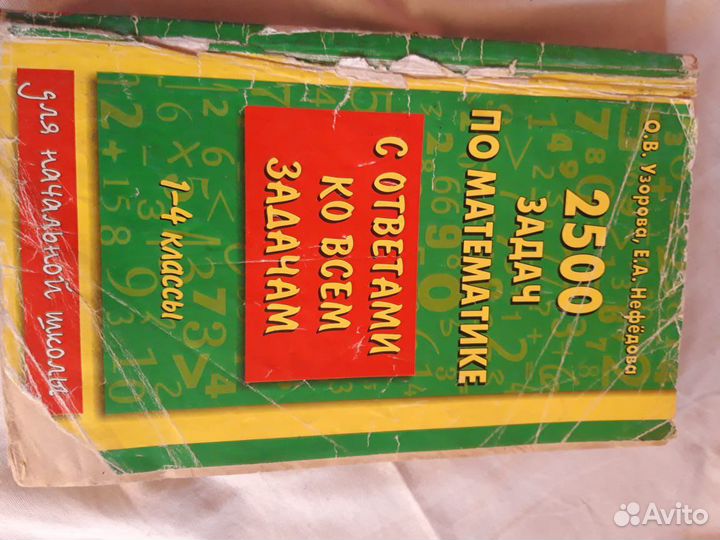 О.В. Узорова, Е.А. Нефёдова
2500
ЗАДАЧ
ПО МАТЕМАТИКЕ
С ОТВЕТАМИ
КО ВСЕМ
ЗАДАЧАМ
1-4 классы
для начальной школы
Avito